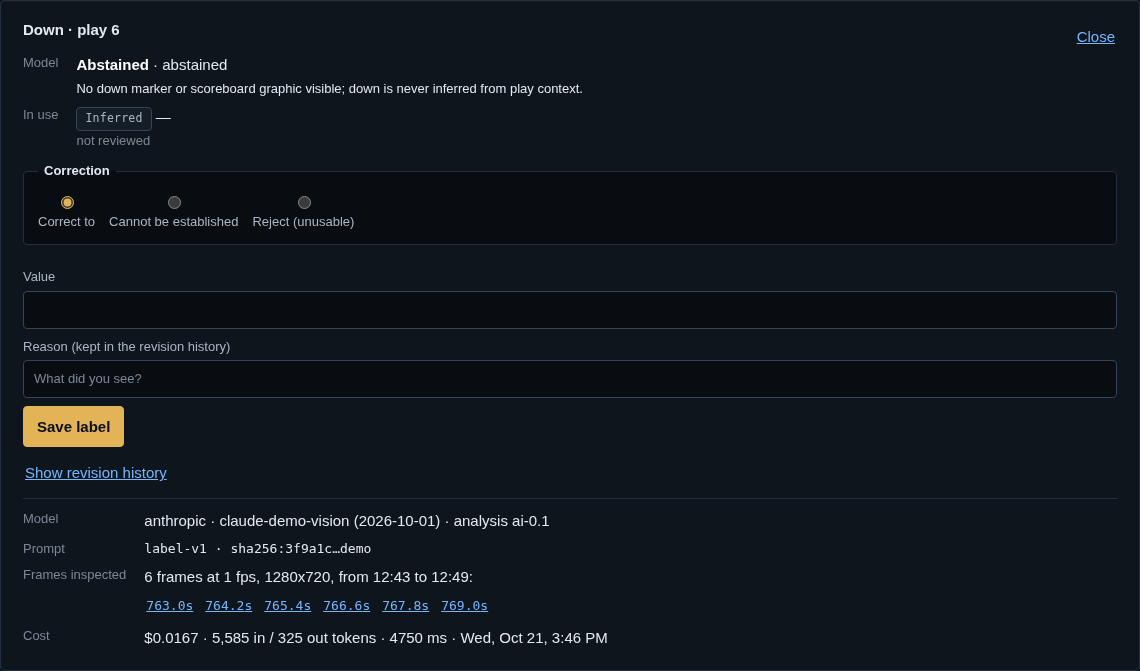 Down · play 6
Close
Model Abstained · abstained
No down marker or scoreboard graphic visible; down is never inferred from play context.
In use Inferred —
not reviewed
Correction
Correct to Cannot be established Reject (unusable)
Value
Reason (kept in the revision history)
What did you see?
Save label
Show revision history
Model anthropic · claude-demo-vision (2026-10-01) · analysis ai-0.1
Prompt label-v1 · sha256:3f9a1c…demo
Frames inspected 6 frames at 1 fps, 1280x720, from 12:43 to 12:49:
763.0s 764.2s 765.4s 766.6s 767.8s 769.0s
Cost $0.0167 · 5,585 in / 325 out tokens · 4750 ms · Wed, Oct 21, 3:46 PM